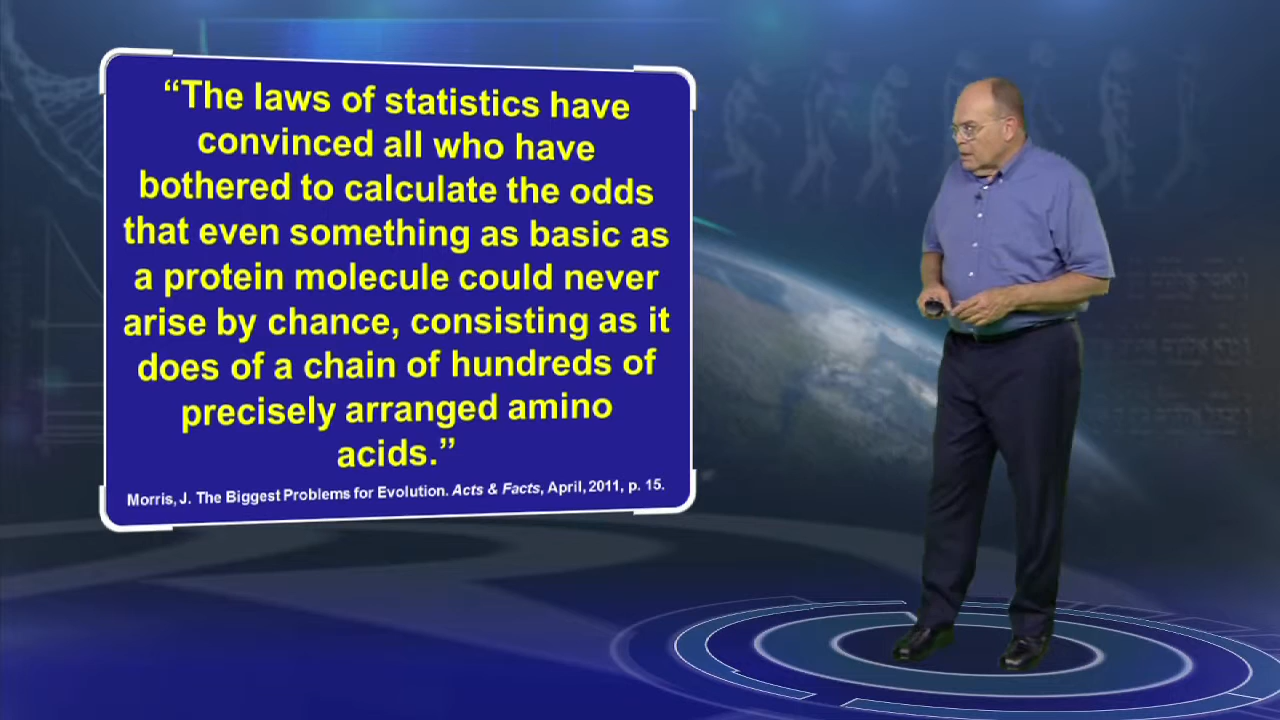 “The laws of statistics have
convinced all who have
bothered to calculate the odds
that even something as basic as
a protein molecule could never
arise by chance, consisting as it
does of a chain of hundreds of
precisely arranged amino
acids.”
Morris, J. The Biggest Problems for Evolution. Acts & Facts, April, 2011, p. 15.